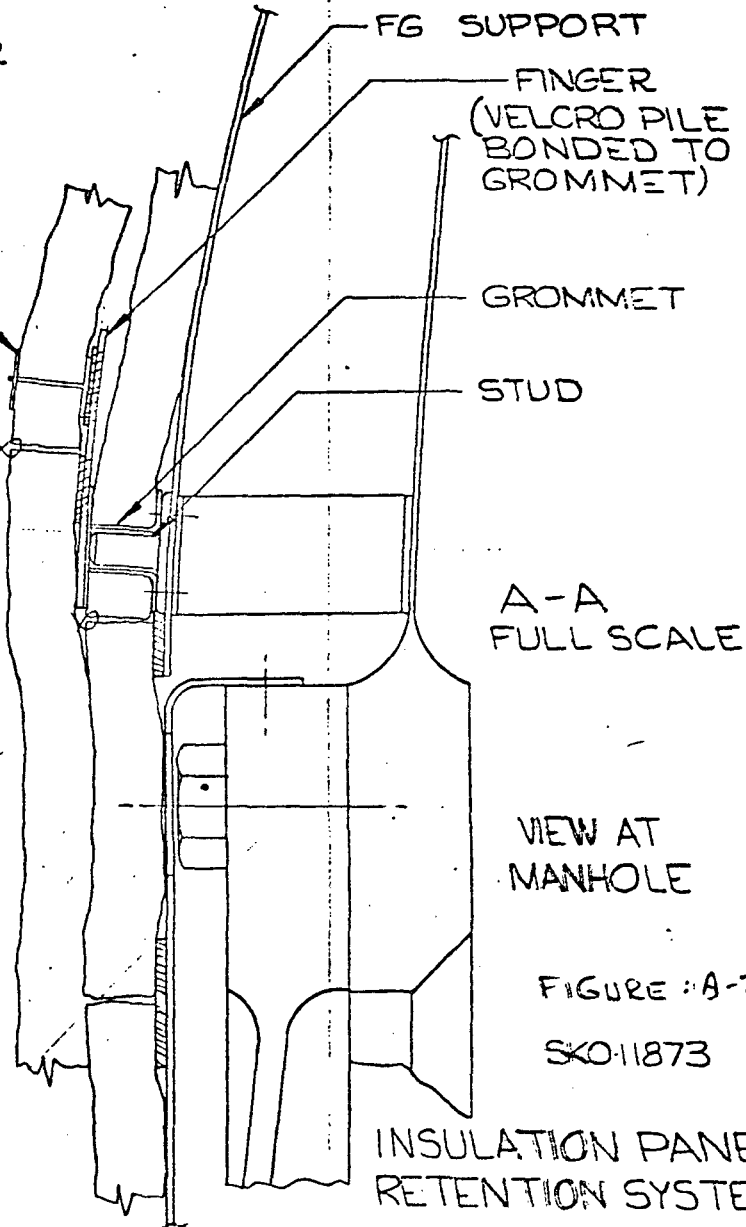 FG SUPPORT
FINGER
(VELCRO PILE
BONDED TO
GROMMET)
GROMMET
STUD
A-A
FULL SCALE
VIEW AT
MANHOLE
FIGURE A-
SKO-11873
INSULATION PANE
RETENTION SYSTE